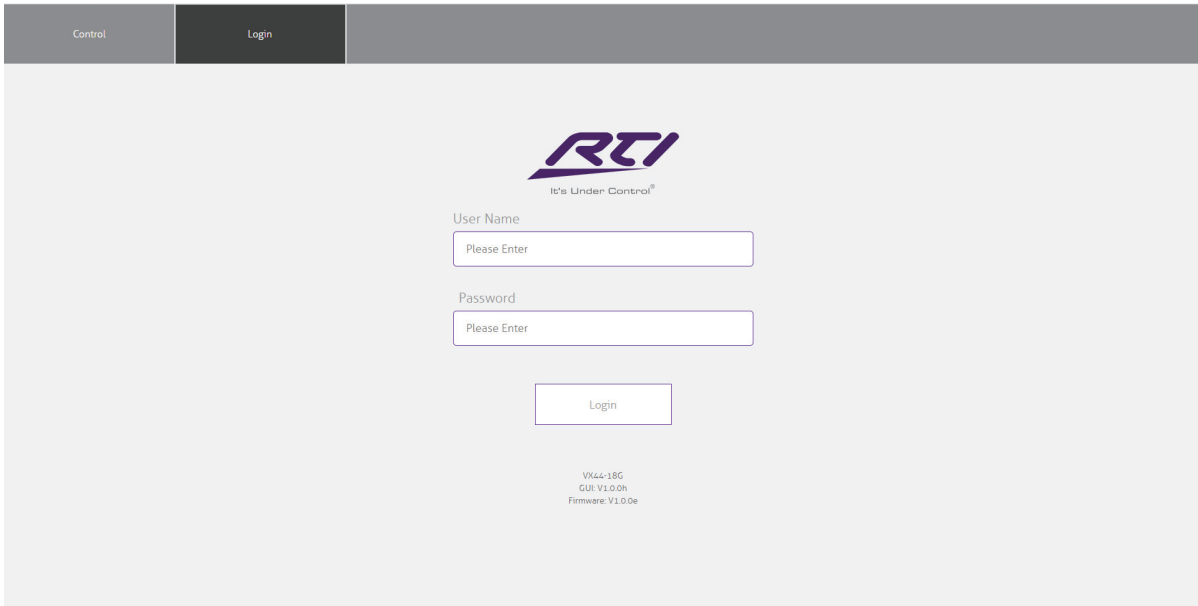 Control
Login
RTI
It's Under Control®
User Name
Please Enter
Password
Please Enter
Login
VX44-18G
GUI: V1.0.0h
Firmware: V1.0.0e